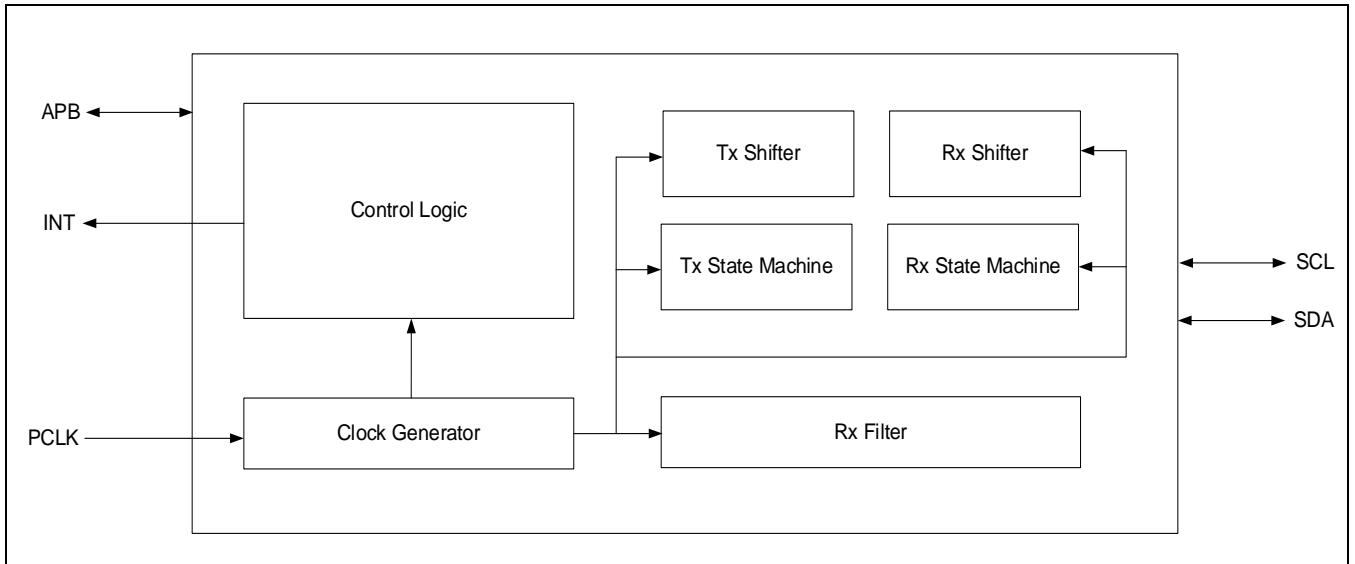 APB
Tx Shifter
Rx Shifter
Control Logic
INT
Tx State Machine
Rx State Machine
SCL
SDA
PCLK
Clock Generator
Rx Filter